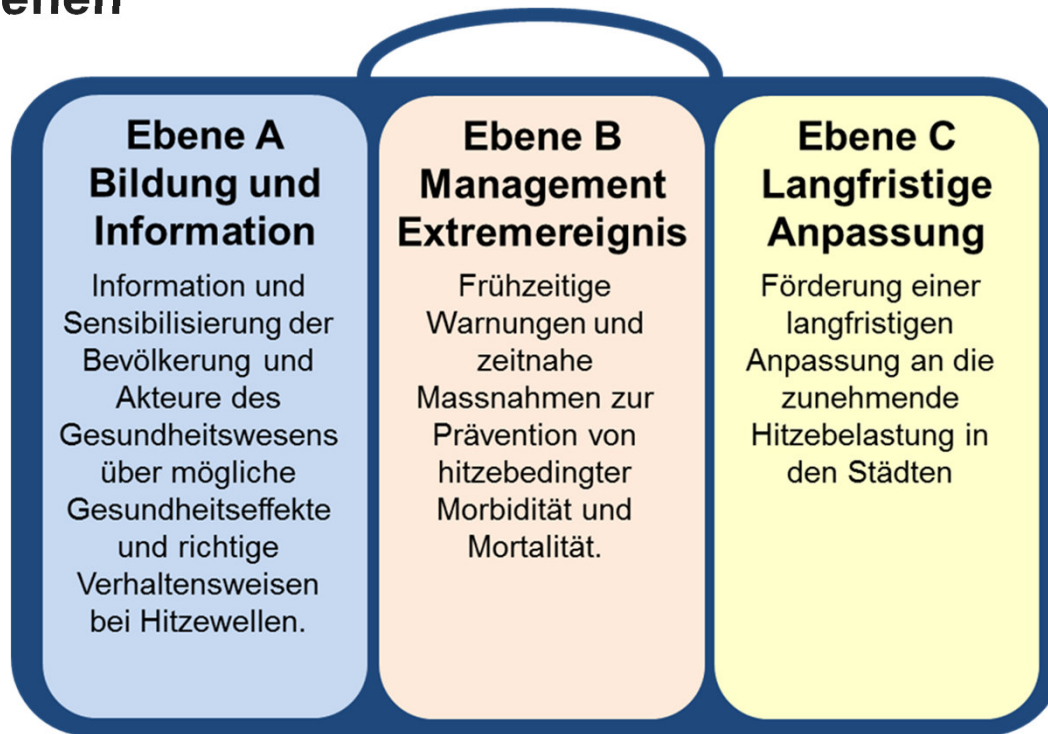 Ebene A
Bildung und
Information
Information und
Sensibilisierung der
Bevölkerung und
Akteure des
Gesundheitswesens
über mögliche
Gesundheitseffekte
und richtige
Verhaltensweisen
bei Hitzewellen.
Ebene B
Management
Extremereignis
Frühzeitige
Warnungen und
zeitnahe
Massnahmen zur
Prävention von
hitzebedingter
Morbidität und
Mortalität.
Ebene C
Langfristige
Anpassung
Förderung einer
langfristigen
Anpassung an die
zunehmende
Hitzebelastung in
den Städten